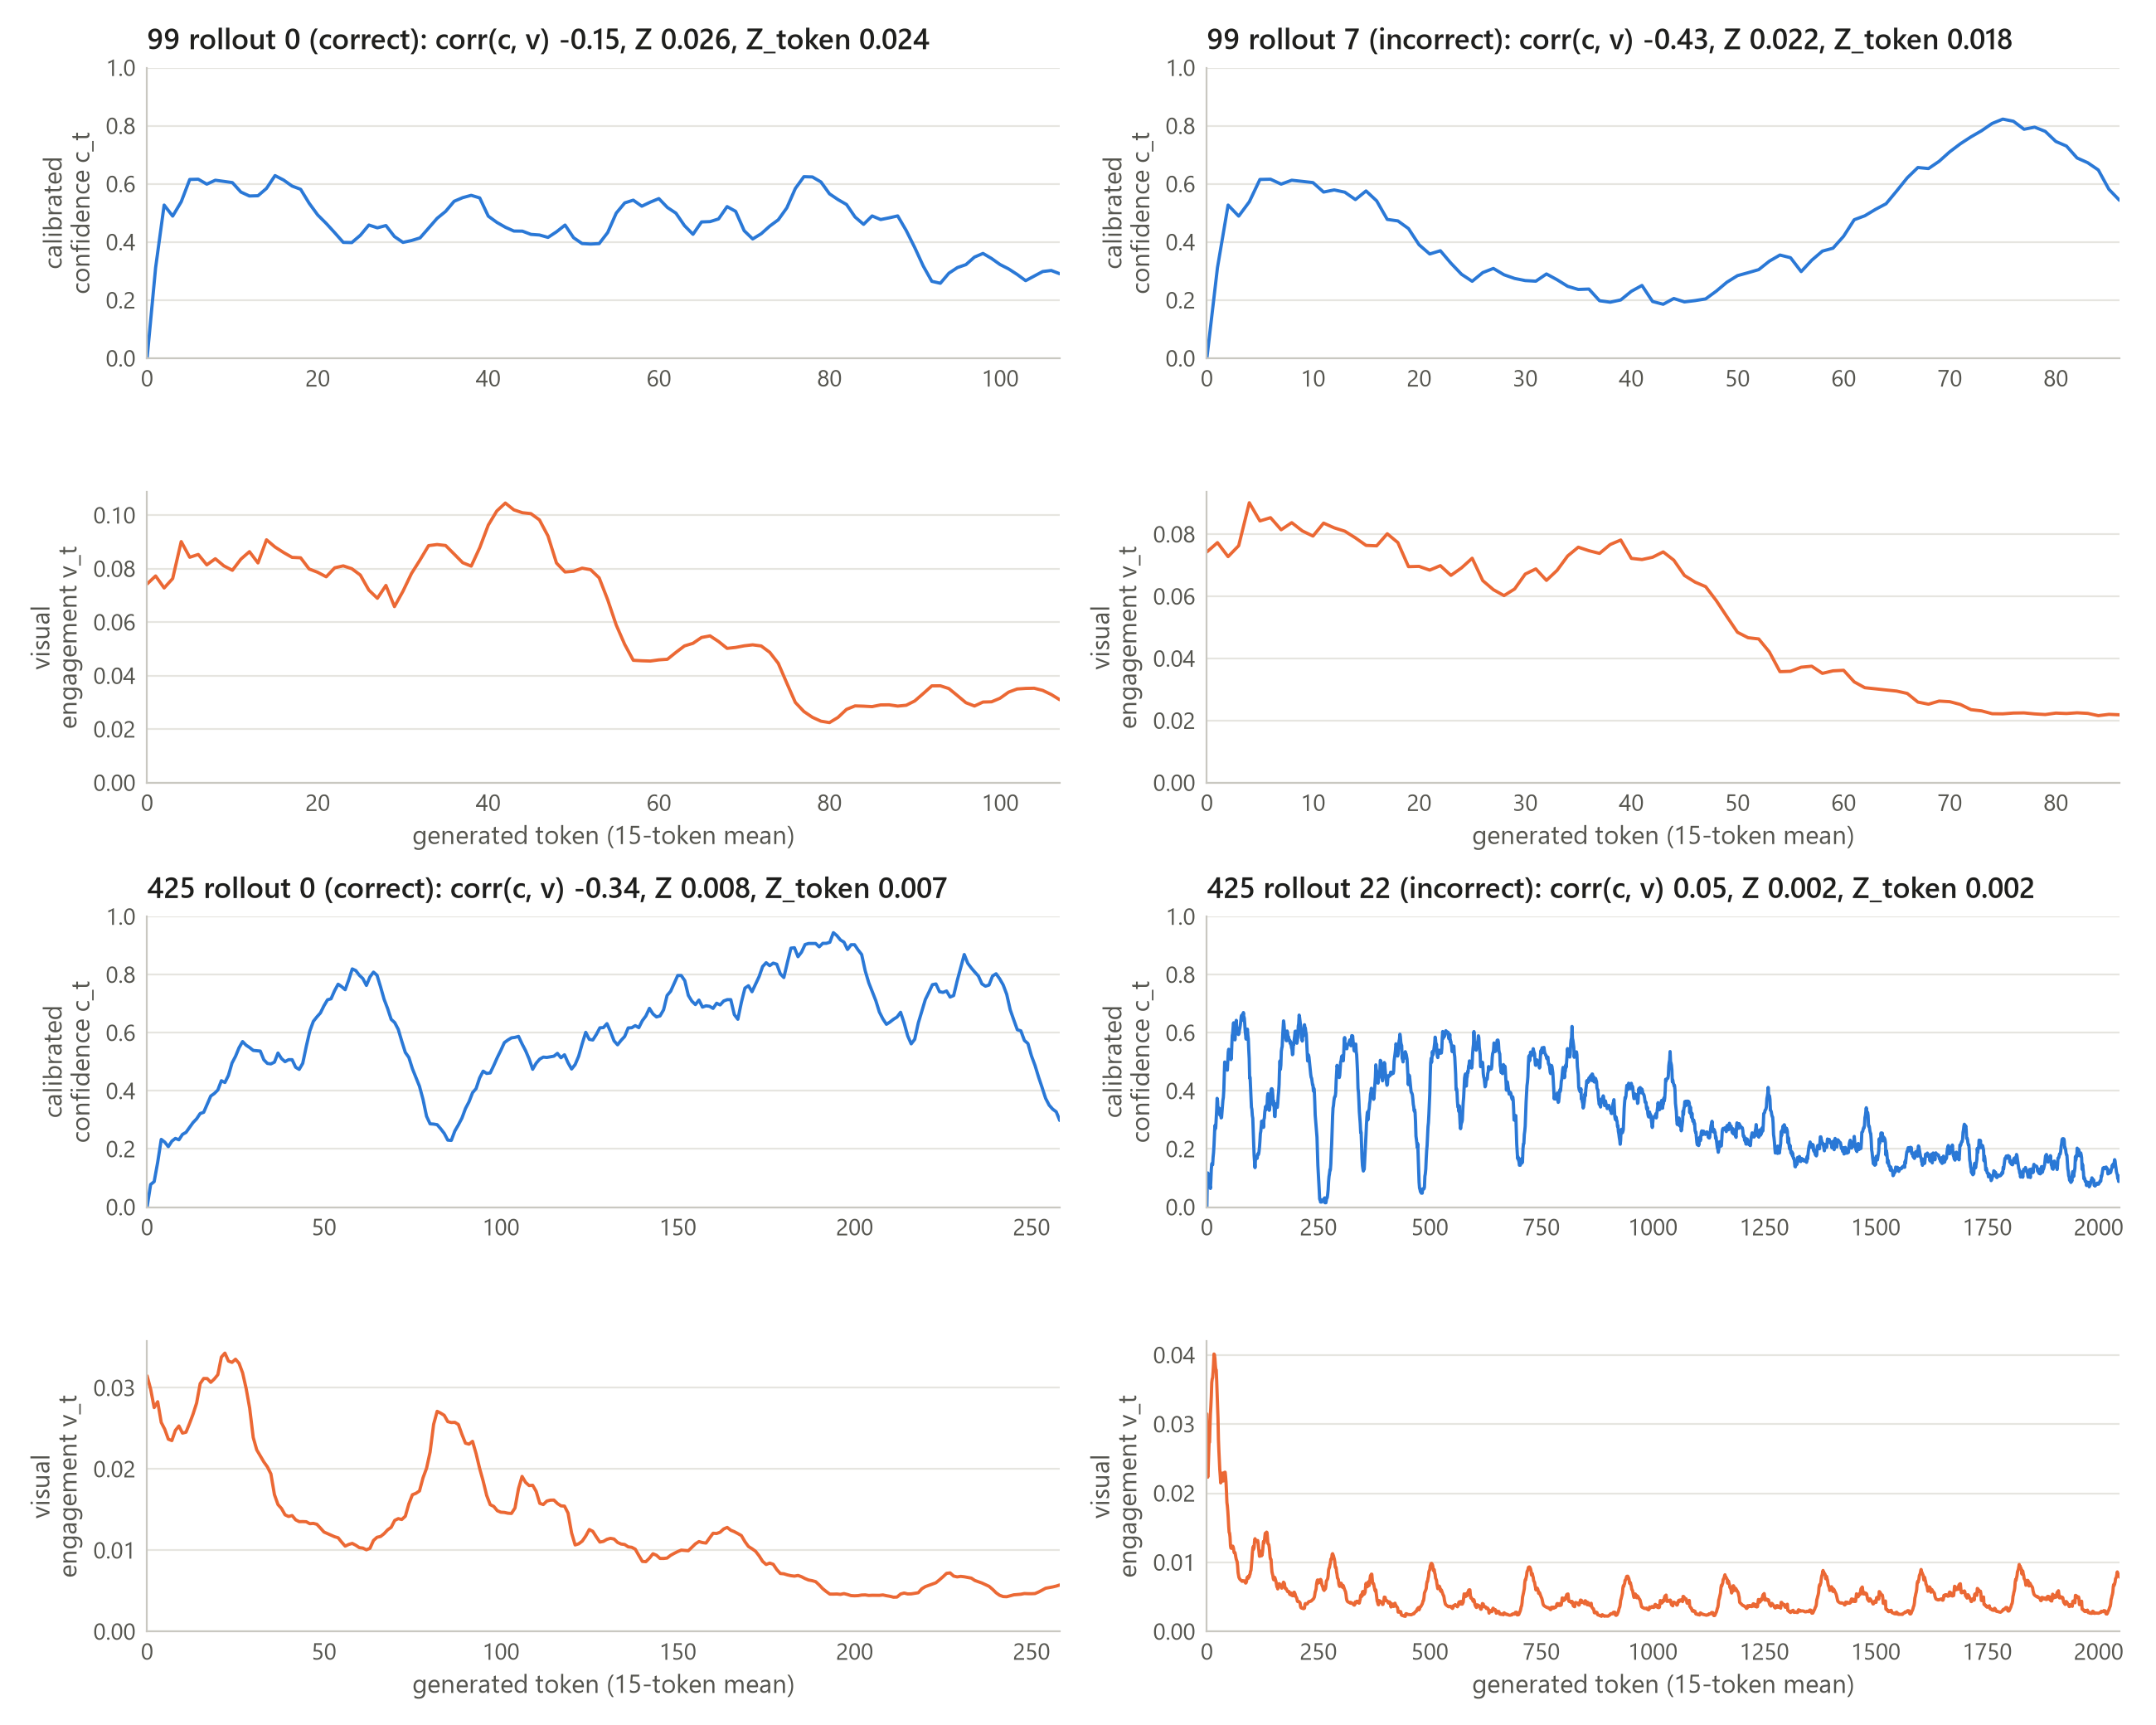 99 rollout 0 (correct): corr(c, v) -0.15, Z 0.026, Z_token 0.024
calibrated
confidence c_t
1.0
0.8
0.6
0.4
0.2
0.0
0 20 40 60 80 100
visual
engagement v_t
0.10
0.08
0.06
0.04
0.02
0.00
0 20 40 60 80 100
generated token (15-token mean)
99 rollout 7 (incorrect): corr(c, v) -0.43, Z 0.022, Z_token 0.018
calibrated
confidence c_t
1.0
0.8
0.6
0.4
0.2
0.0
0 10 20 30 40 50 60 70 80
visual
engagement v_t
0.08
0.06
0.04
0.02
0.00
0 10 20 30 40 50 60 70 80
generated token (15-token mean)
425 rollout 0 (correct): corr(c, v) -0.34, Z 0.008, Z_token 0.007
calibrated
confidence c_t
1.0
0.8
0.6
0.4
0.2
0.0
0 50 100 150 200 250
visual
engagement v_t
0.03
0.02
0.01
0.00
0 50 100 150 200 250
generated token (15-token mean)
425 rollout 22 (incorrect): corr(c, v) 0.05, Z 0.002, Z_token 0.002
calibrated
confidence c_t
1.0
0.8
0.6
0.4
0.2
0.0
0 250 500 750 1000 1250 1500 1750 2000
visual
engagement v_t
0.04
0.03
0.02
0.01
0.00
0 250 500 750 1000 1250 1500 1750 2000
generated token (15-token mean)